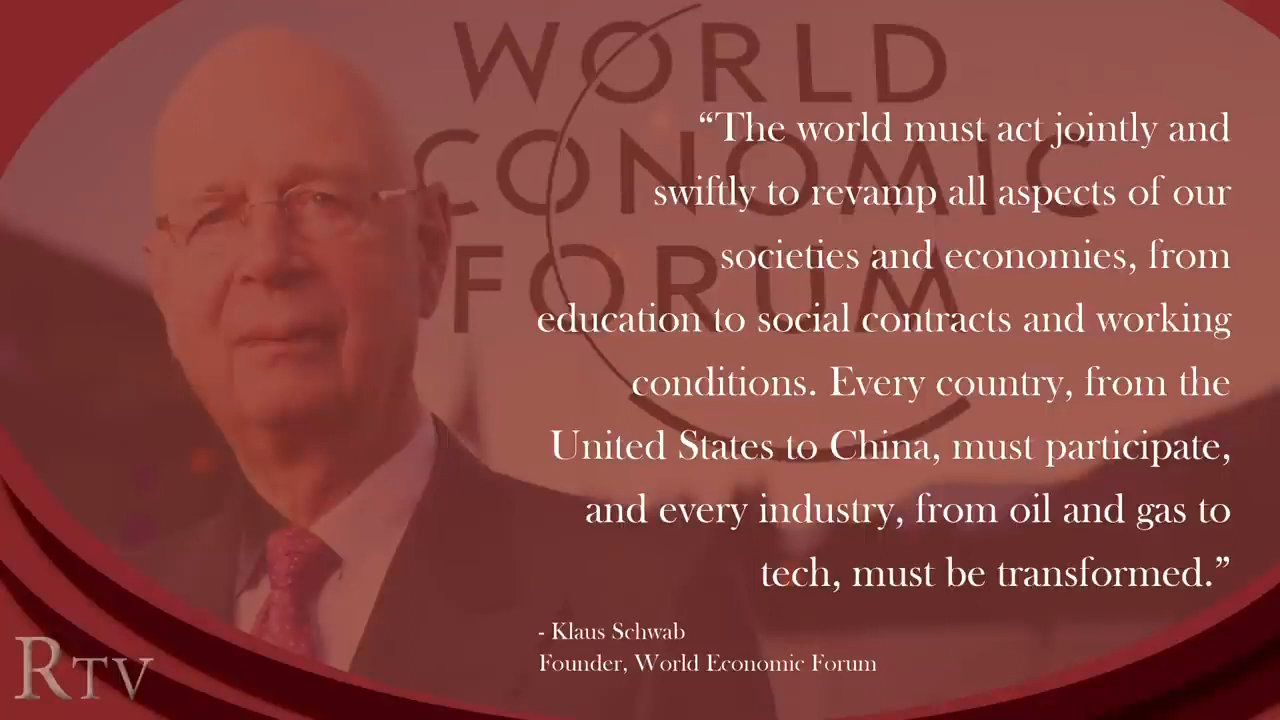 WORLD
ECONOMIC
FORUM
“The world must act jointly and
swiftly to revamp all aspects of our
societies and economies, from
education to social contracts and working
conditions. Every country, from the
United States to China, must participate,
and every industry, from oil and gas to
tech, must be transformed.”
- Klaus Schwab
Founder, World Economic Forum
RTV